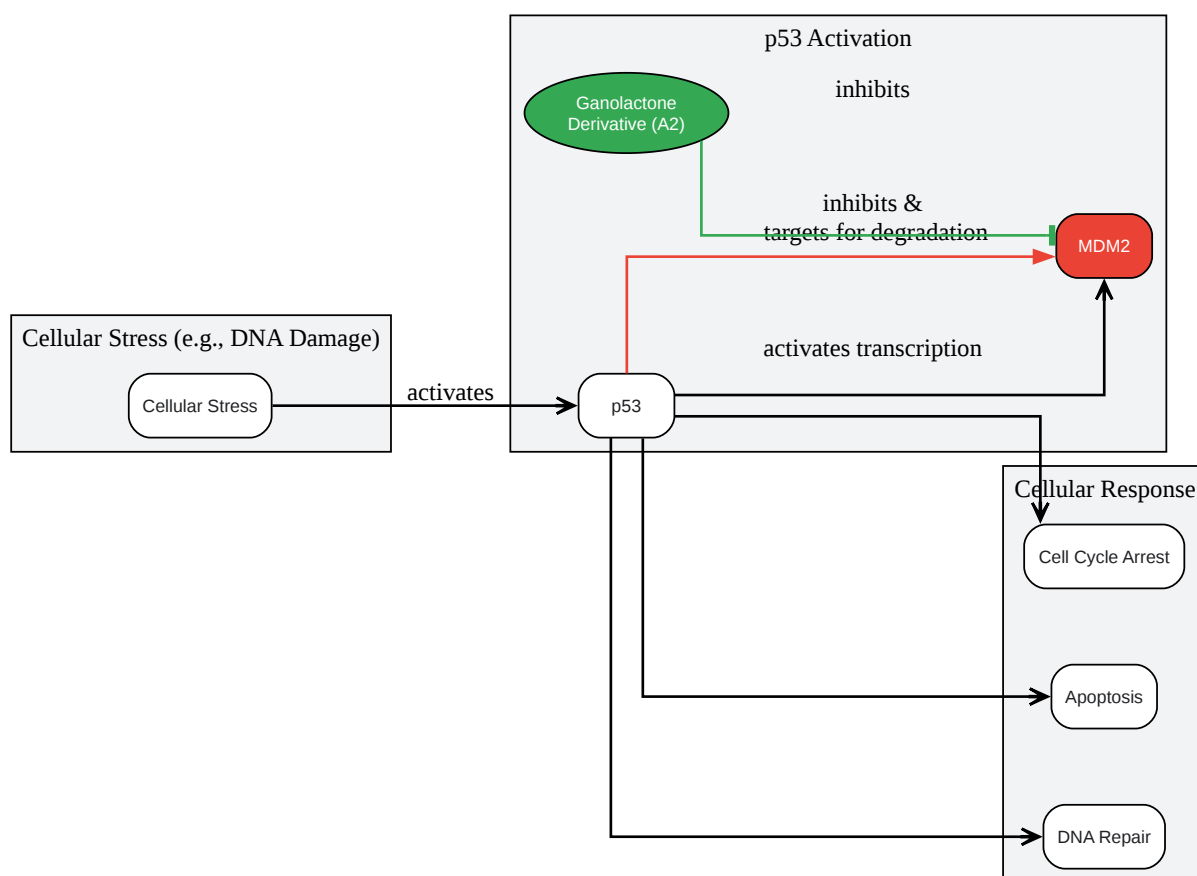 p53 Activation
inhibits
Ganolactone
Derivative (A2)
inhibits &
targets for degradation
MDM2
Cellular Stress (e.g., DNA Damage)
activates transcription
Cellular Stress
activates
p53
Cellular Response
Cell Cycle Arrest
Apoptosis
DNA Repair